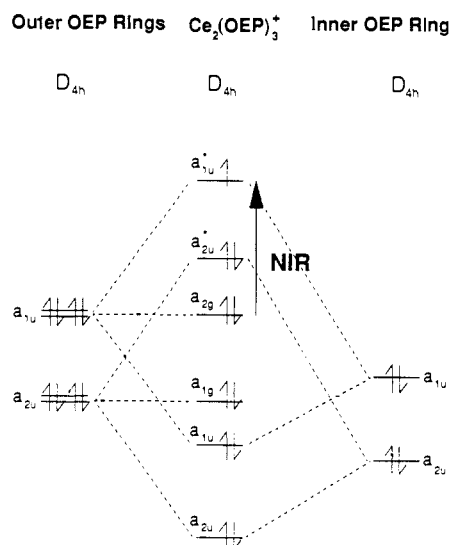 Outer OEP Rings Ce₂(OEP)₃⁺ Inner OEP Ring
D₄ₕ D₄ₕ D₄ₕ
a*₁ᵤ
a*₂ᵤ
NIR
a₁ᵤ a₂g
a₁ᵤ
a₂ᵤ a₁g
a₁ᵤ
a₂ᵤ
a₂ᵤ